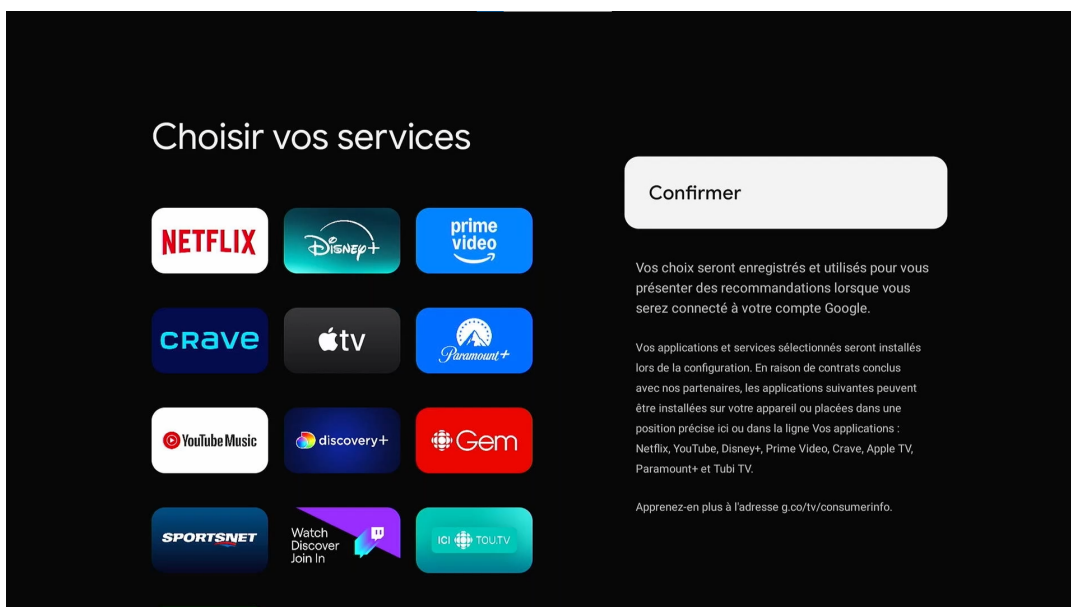 Choisir vos services
NETFLIX
Disney+
prime
video
crave
tv
Paramount+
YouTube Music
discovery+
Gem
SPORTSNET
Watch
Discover
Join In
ICI TOU.TV
Confirmer
Vos choix seront enregistrés et utilisés pour vous
présenter des recommandations lorsque vous
serez connecté à votre compte Google.
Vos applications et services sélectionnés seront installés
lors de la configuration. En raison de contrats conclus
avec nos partenaires, les applications suivantes peuvent
être installées sur votre appareil ou placées dans une
position précise ici ou dans la ligne Vos applications :
Netflix, YouTube, Disney+, Prime Video, Crave, Apple TV,
Paramount+ et Tubi TV.
Apprenez-en plus à l'adresse g.co/tv/consumerinfo.